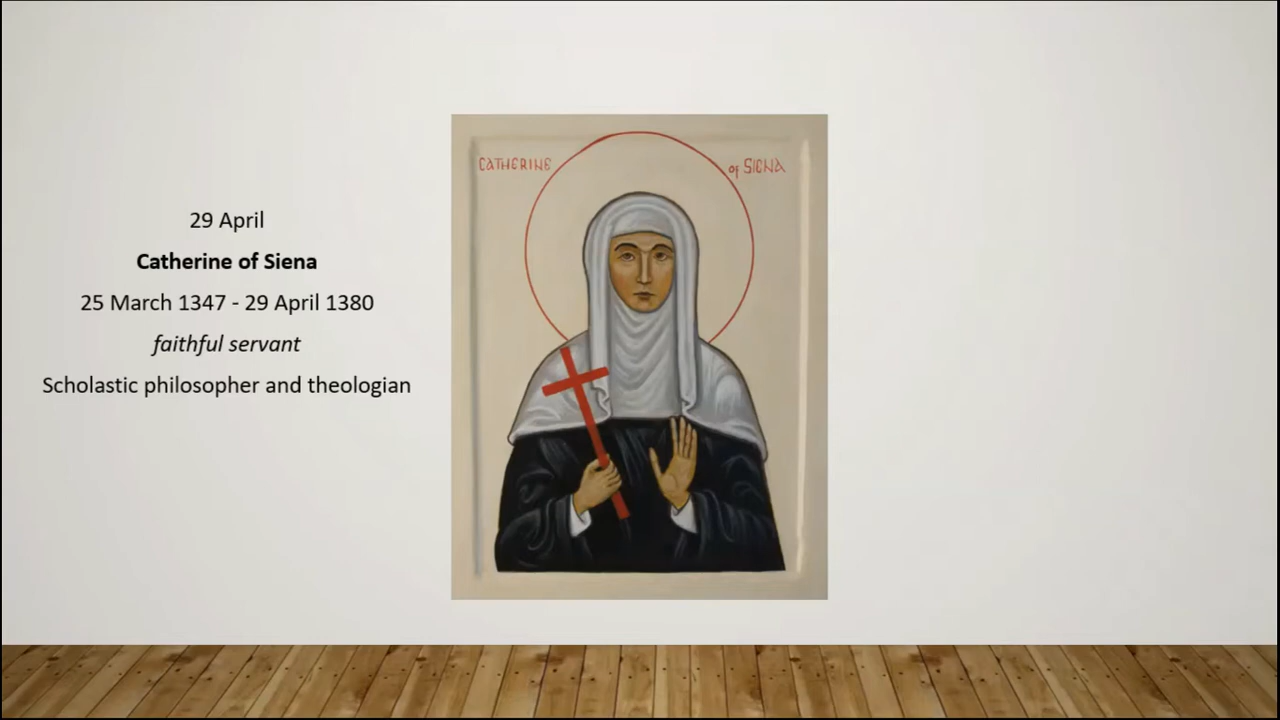 29 April
Catherine of Siena
25 March 1347 - 29 April 1380
faithful servant
Scholastic philosopher and theologian
CATHERINE
of SIENA